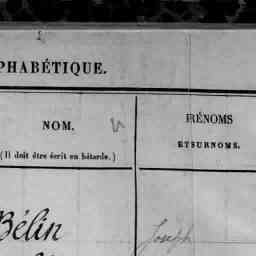 PHABÉTIQUE.
NOM.
(Il doit être écrit en bâtarde.)
PRÉNOMS
ET SURNOMS.
Bélin
Joseph